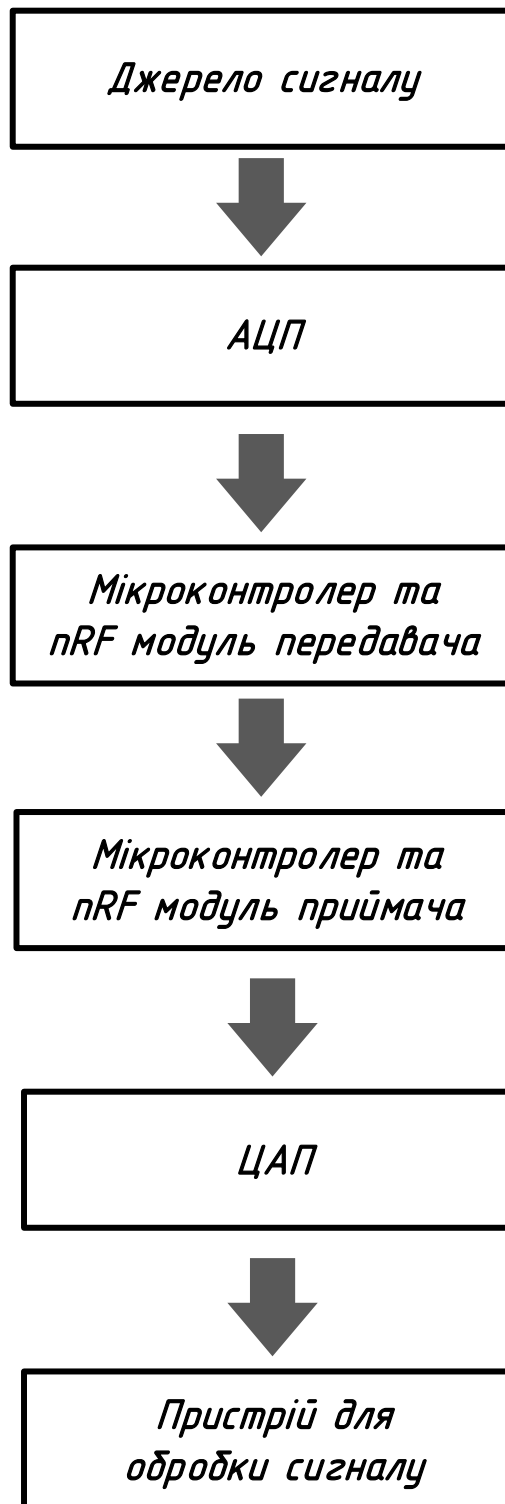 Джерело сигналу
АЦП
Мікроконтролер та
nRF модуль передавача
Мікроконтролер та
nRF модуль приймача
ЦАП
Пристрій для
обробки сигналу